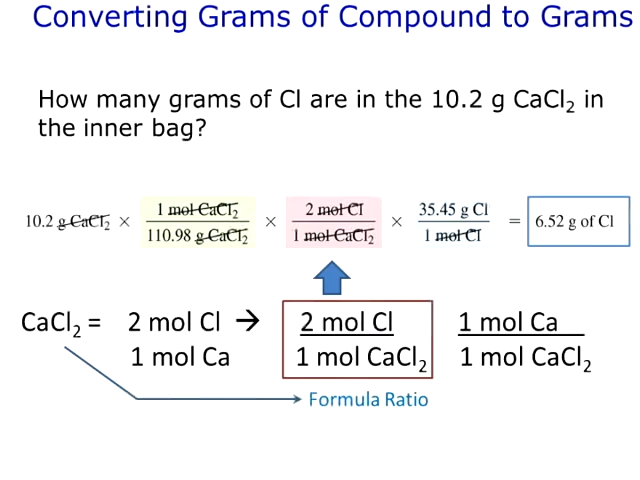 Converting Grams of Compound to Grams
How many grams of Cl are in the 10.2 g CaCl₂ in
the inner bag?
10.2 g CaCl₂ × 1 mol CaCl₂ / 110.98 g CaCl₂ × 2 mol Cl / 1 mol CaCl₂ × 35.45 g Cl / 1 mol Cl = 6.52 g of Cl
CaCl₂ = 2 mol Cl → 2 mol Cl 1 mol Ca
1 mol Ca 1 mol CaCl₂ 1 mol CaCl₂
Formula Ratio